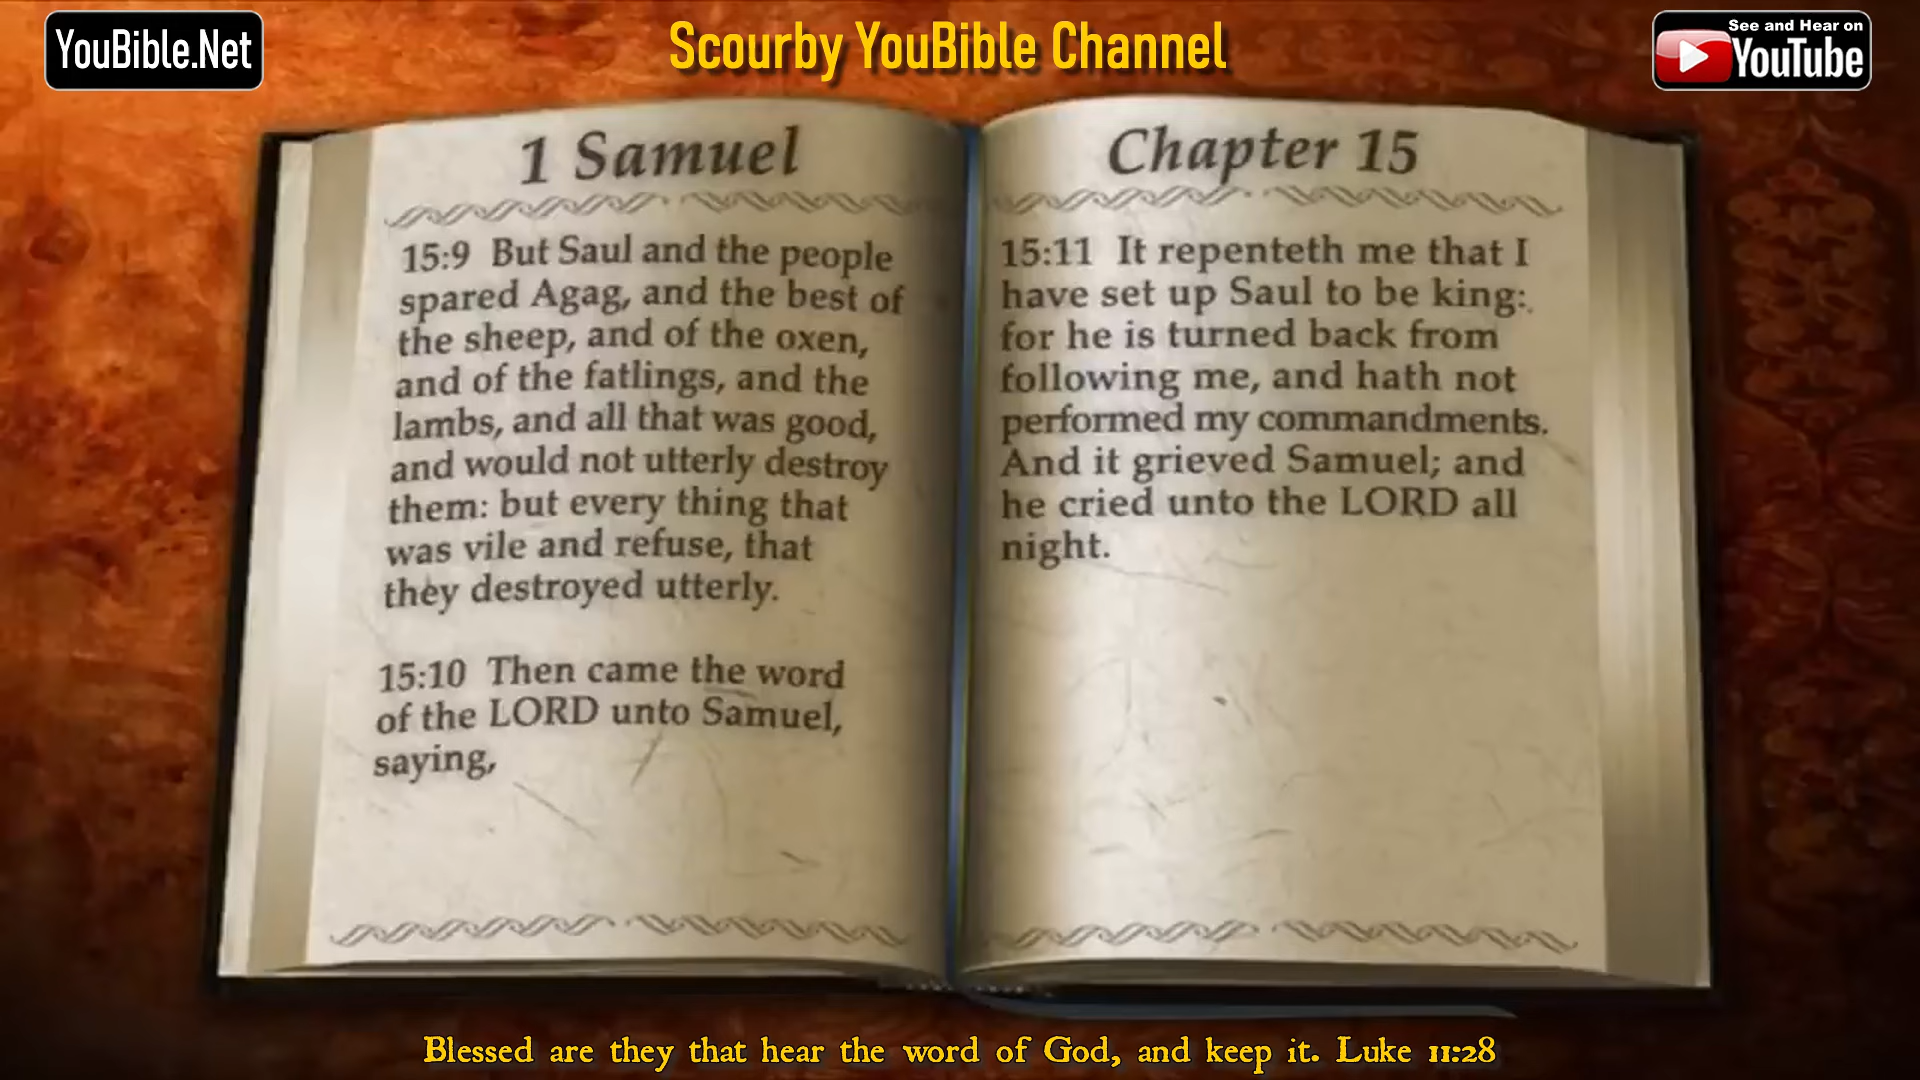 YouBible.Net
Scourby YouBible Channel
See and Hear on
YouTube
1 Samuel
15:9 But Saul and the people
spared Agag, and the best of
the sheep, and of the oxen,
and of the fatlings, and the
lambs, and all that was good,
and would not utterly destroy
them: but every thing that
was vile and refuse, that
they destroyed utterly.
15:10 Then came the word
of the LORD unto Samuel,
saying,
Chapter 15
15:11 It repenteth me that I
have set up Saul to be king:
for he is turned back from
following me, and hath not
performed my commandments.
And it grieved Samuel; and
he cried unto the LORD all
night.
Blessed are they that hear the word of God, and keep it. Luke 11:28